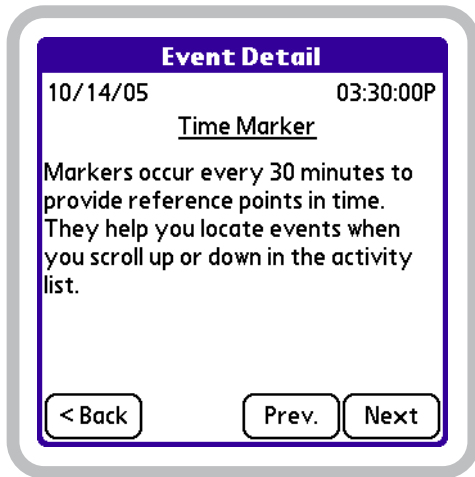 Event Detail
10/14/05 03:30:00P
Time Marker
Markers occur every 30 minutes to
provide reference points in time.
They help you locate events when
you scroll up or down in the activity
list.
< Back Prev. Next